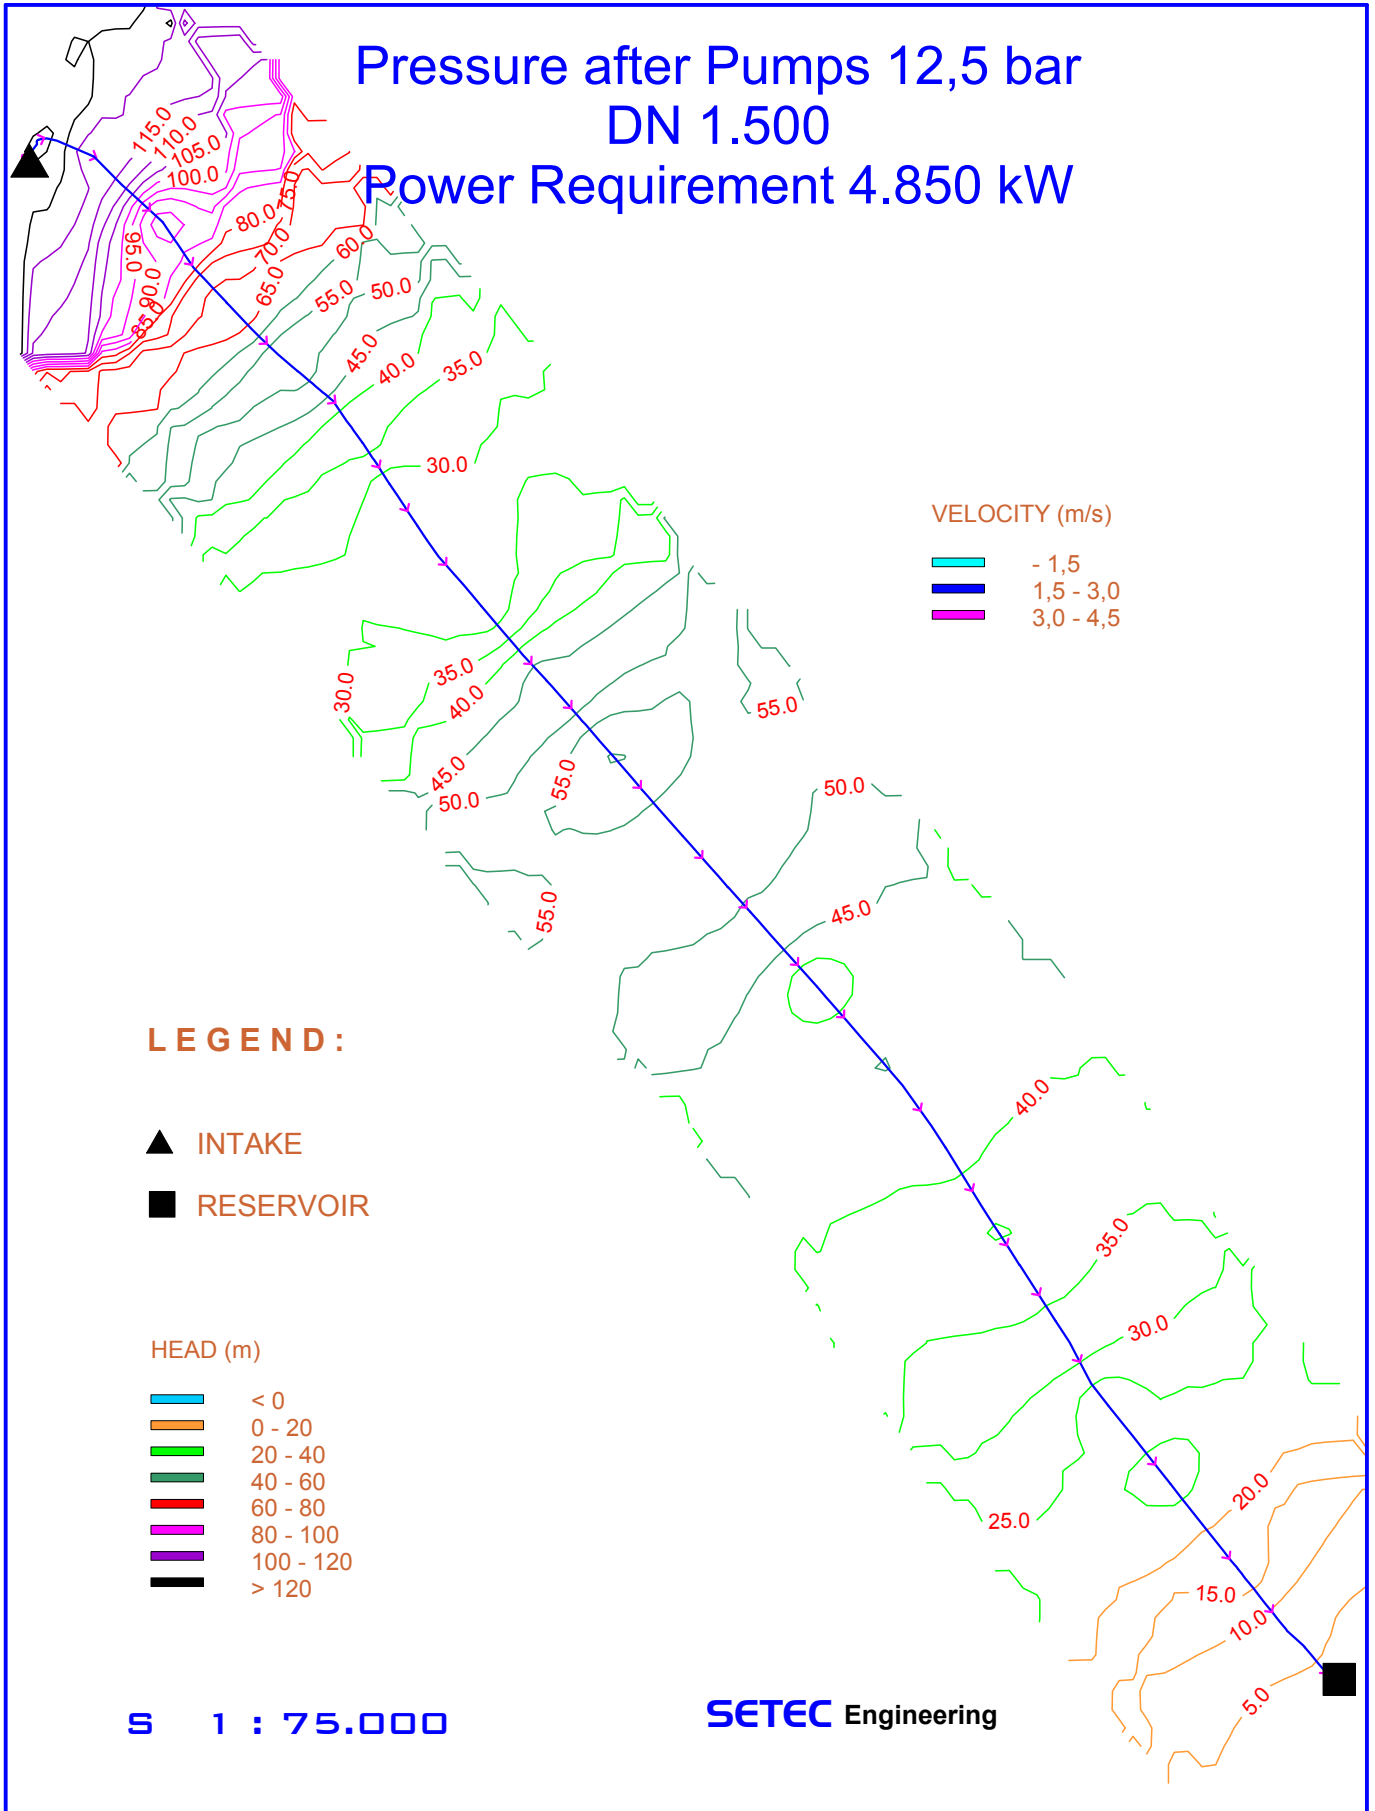 Pressure after Pumps 12,5 bar
DN 1.500
Power Requirement 4.850 kW
115.0
110.0
105.0
100.0
95.0
90.0
85.0
80.0
75.0
70.0
65.0
60.0
55.0
50.0
45.0
40.0
35.0
30.0
VELOCITY (m/s)
- 1,5
1,5 - 3,0
3,0 - 4,5
30.0
35.0
40.0
45.0
50.0
55.0
55.0
55.0
50.0
45.0
LEGEND:
INTAKE
RESERVOIR
40.0
35.0
30.0
25.0
20.0
15.0
10.0
5.0
HEAD (m)
< 0
0 - 20
20 - 40
40 - 60
60 - 80
80 - 100
100 - 120
> 120
S 1 : 75.000
SETEC Engineering